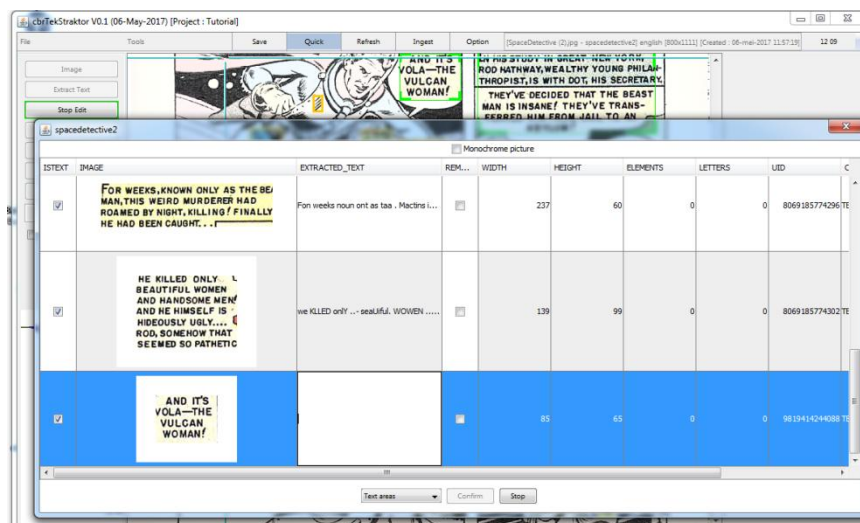 cbrTekStraktor V0.1 (06-May-2017) [Project : Tutorial]
File Tools Save Quick Refresh Ingest Option [SpaceDetective (2).jpg - spacedetective2] english [800x1111] [Created : 06-mei-2017 11:57:19] 12 09
Image
Extract Text
Stop Edit
AND IT'S
VOLA—THE
VULCAN
WOMAN!
IN HIS STUDY IN GREAT NEW YORK,
ROD HATHWAY, WEALTHY YOUNG PHILAN-
THROPIST, IS WITH DOT, HIS SECRETARY.
THEY'VE DECIDED THAT THE BEAST
MAN IS INSANE! THEY'VE TRANS-
FERRED HIM FROM JAIL TO AN
spacedetective2
Monochrome picture
ISTEXT IMAGE EXTRACTED_TEXT REM... WIDTH HEIGHT ELEMENTS LETTERS UID
FOR WEEKS, KNOWN ONLY AS THE BEA
MAN, THIS WEIRD MURDERER HAD
ROAMED BY NIGHT, KILLING! FINALLY
HE HAD BEEN CAUGHT...
Fon weeks noun ont as taa . Mactins i... 237 60 0 0 8069185774296 TE
HE KILLED ONLY
BEAUTIFUL WOMEN
AND HANDSOME MEN!
AND HE HIMSELF IS
HIDEOUSLY UGLY....
ROD, SOMEHOW THAT
SEEMED SO PATHETIC
we KLLED onlY ..- seaUiful. WOWEN ..... 139 99 0 0 8069185774302 TE
AND IT'S
VOLA—THE
VULCAN
WOMAN!
85 65 0 0 9819414244088 TE
Text areas Confirm Stop